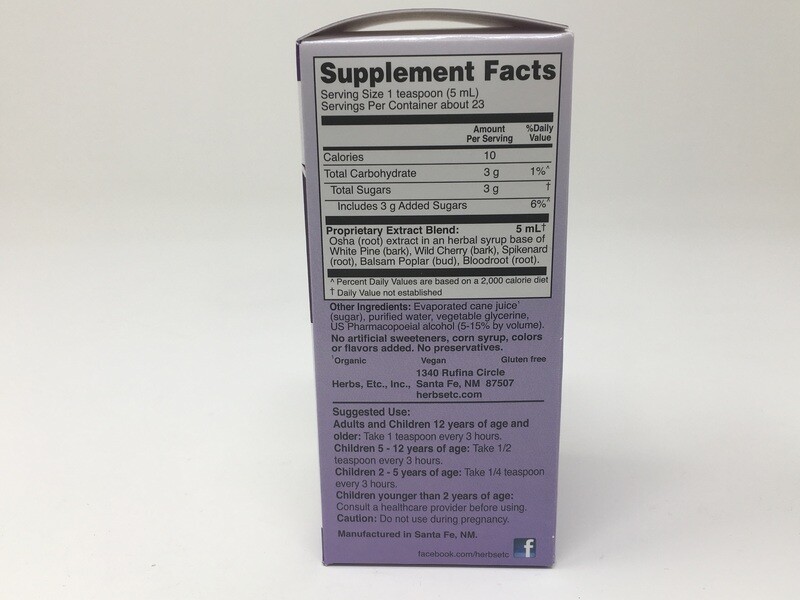 Supplement Facts
Serving Size 1 teaspoon (5 mL)
Servings Per Container about 23
Amount Per Serving %Daily Value
Calories 10
Total Carbohydrate 3 g 1%^
Total Sugars 3 g †
Includes 3 g Added Sugars 6%^
Proprietary Extract Blend: 5 mL†
Osha (root) extract in an herbal syrup base of
White Pine (bark), Wild Cherry (bark), Spikenard
(root), Balsam Poplar (bud), Bloodroot (root).
^ Percent Daily Values are based on a 2,000 calorie diet
† Daily Value not established
Other Ingredients: Evaporated cane juice
(sugar), purified water, vegetable glycerine,
US Pharmacopoeial alcohol (5-15% by volume).
No artificial sweeteners, corn syrup, colors
or flavors added. No preservatives.
Organic Vegan Gluten free
1340 Rufina Circle
Herbs, Etc., Inc., Santa Fe, NM 87507
herbsetc.com
Suggested Use:
Adults and Children 12 years of age and
older: Take 1 teaspoon every 3 hours.
Children 5 - 12 years of age: Take 1/2
teaspoon every 3 hours.
Children 2 - 5 years of age: Take 1/4 teaspoon
every 3 hours.
Children younger than 2 years of age:
Consult a healthcare provider before using.
Caution: Do not use during pregnancy.
Manufactured in Santa Fe, NM.
facebook.com/herbsetc f